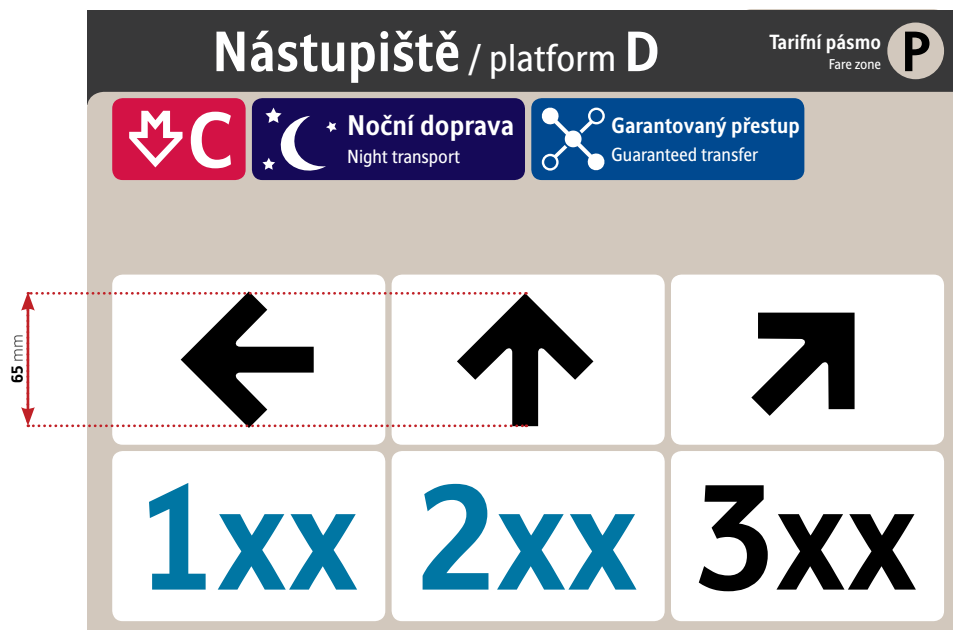 Nástupiště / platform D
Tarifní pásmo
Fare zone
P
M C
Noční doprava
Night transport
Garantovaný přestup
Guaranteed transfer
65 mm
1xx 2xx 3xx